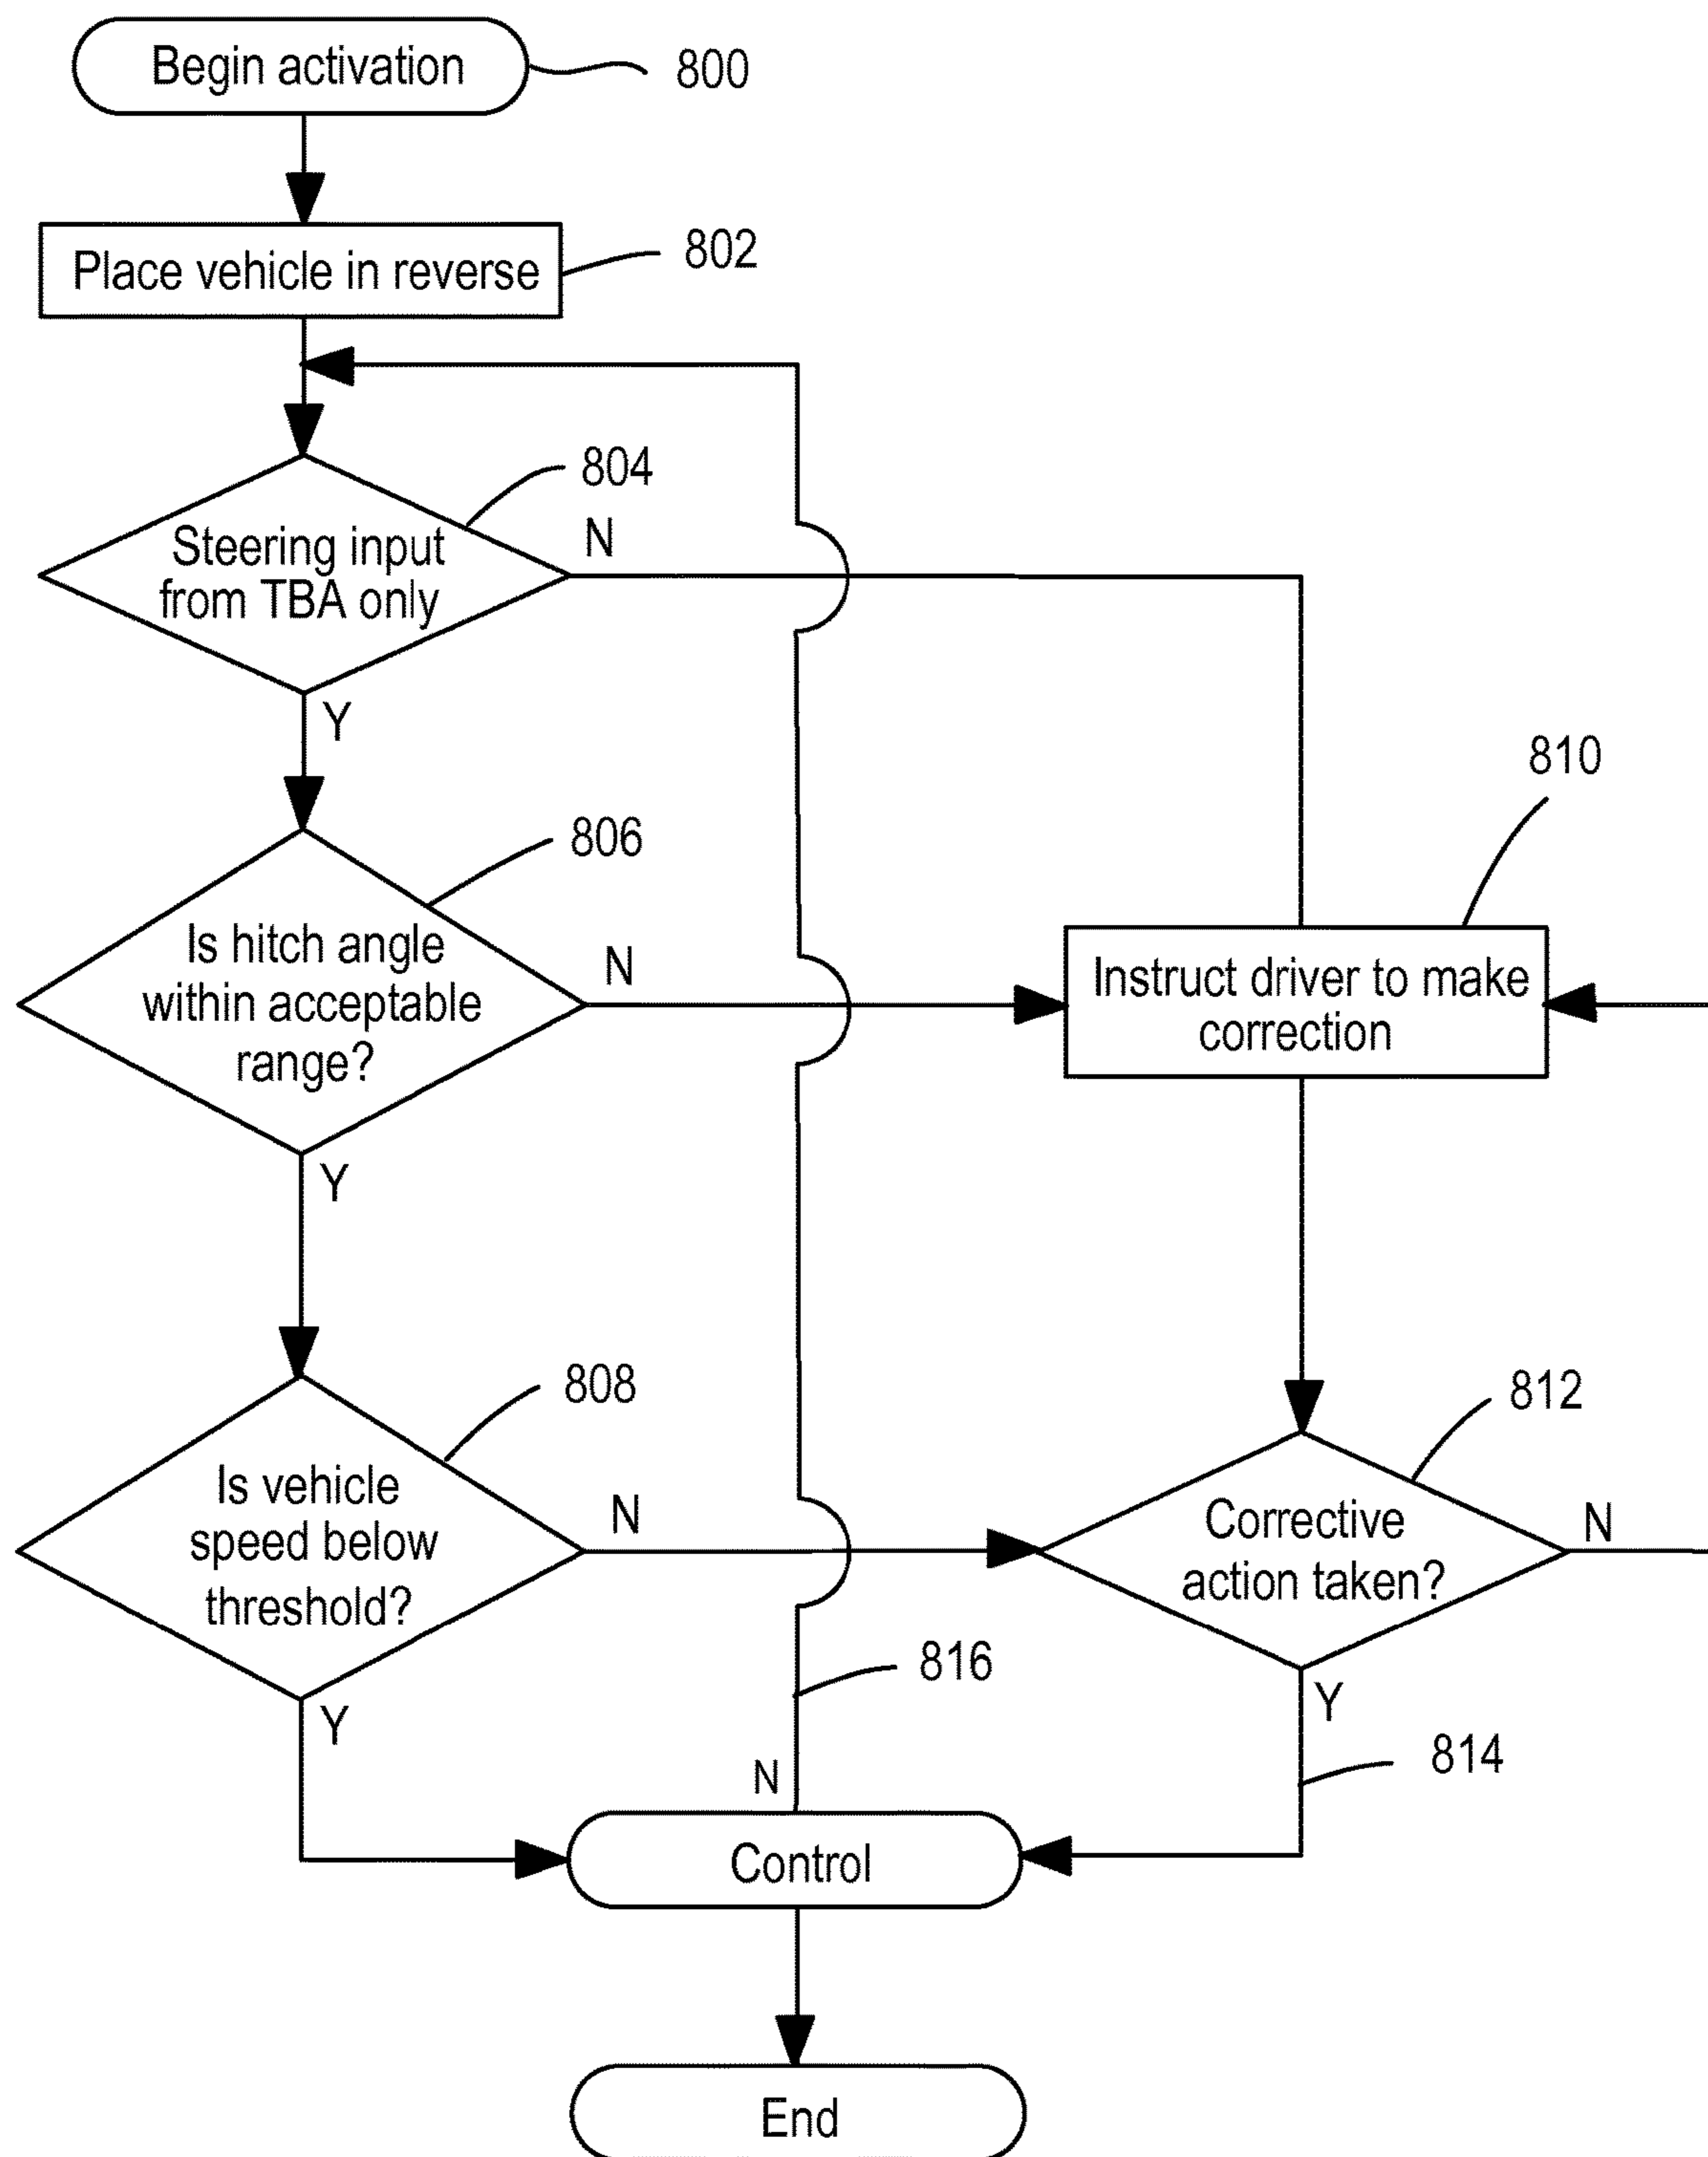 Begin activation
800
Place vehicle in reverse
802
804
Steering input
from TBA only
N
Y
810
806
Is hitch angle
within acceptable
range?
N
Instruct driver to make
correction
Y
808
812
Is vehicle
speed below
threshold?
N
Corrective
action taken?
N
Y
816
Y
814
N
Control
End